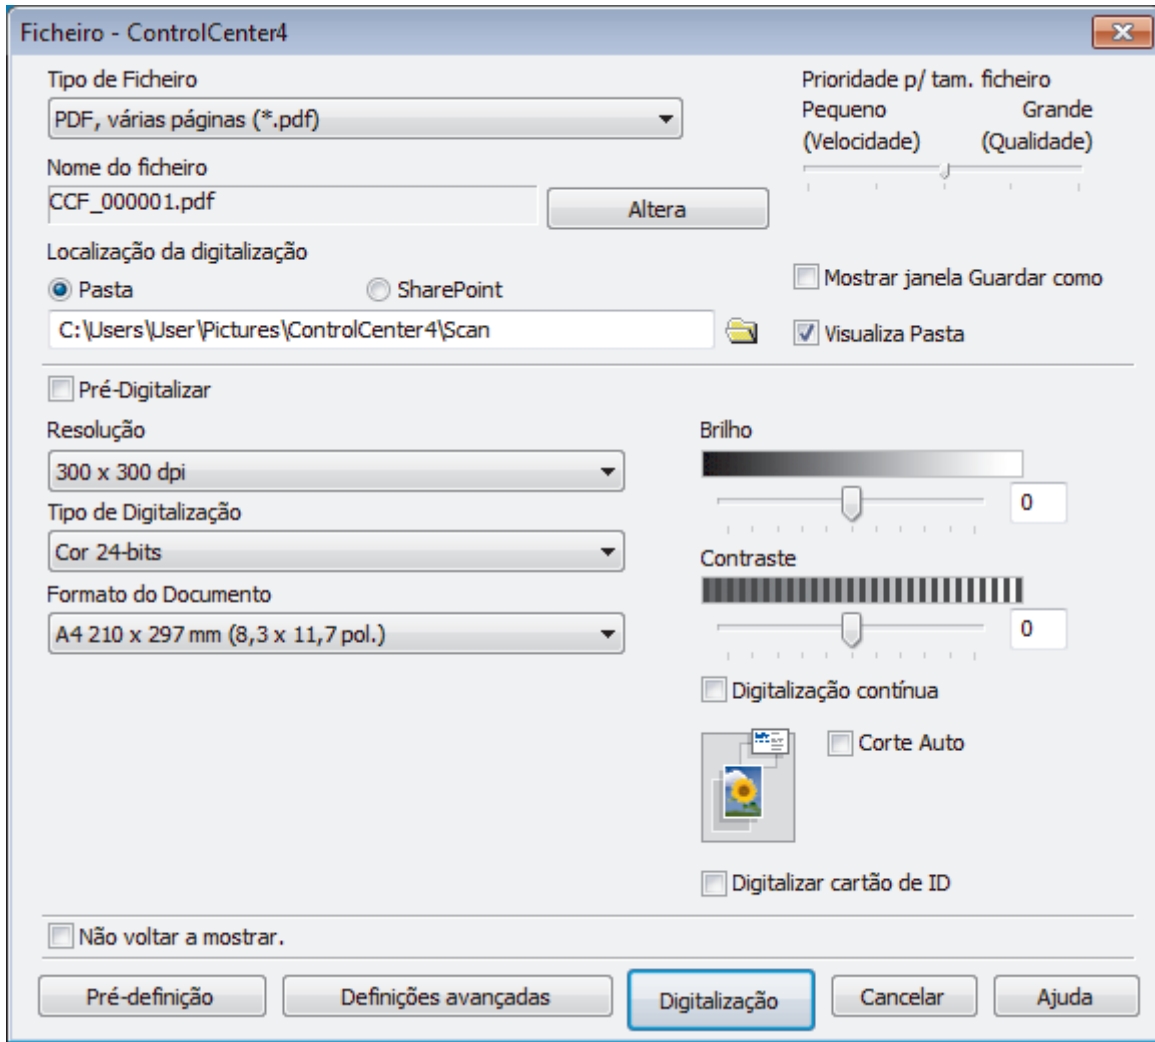 Ficheiro - ControlCenter4
Tipo de Ficheiro
PDF, várias páginas (*.pdf)
Prioridade p/ tam. ficheiro
Pequeno Grande
(Velocidade) (Qualidade)
Nome do ficheiro
CCF_000001.pdf
Altera
Localização da digitalização
Pasta
SharePoint
C:\Users\User\Pictures\ControlCenter4\Scan
Mostrar janela Guardar como
Visualiza Pasta
Pré-Digitalizar
Resolução
300 x 300 dpi
Tipo de Digitalização
Cor 24-bits
Formato do Documento
A4 210 x 297 mm (8,3 x 11,7 pol.)
Brilho
0
Contraste
0
Digitalização contínua
Corte Auto
Digitalizar cartão de ID
Não voltar a mostrar.
Pré-definição
Definições avançadas
Digitalização
Cancelar
Ajuda